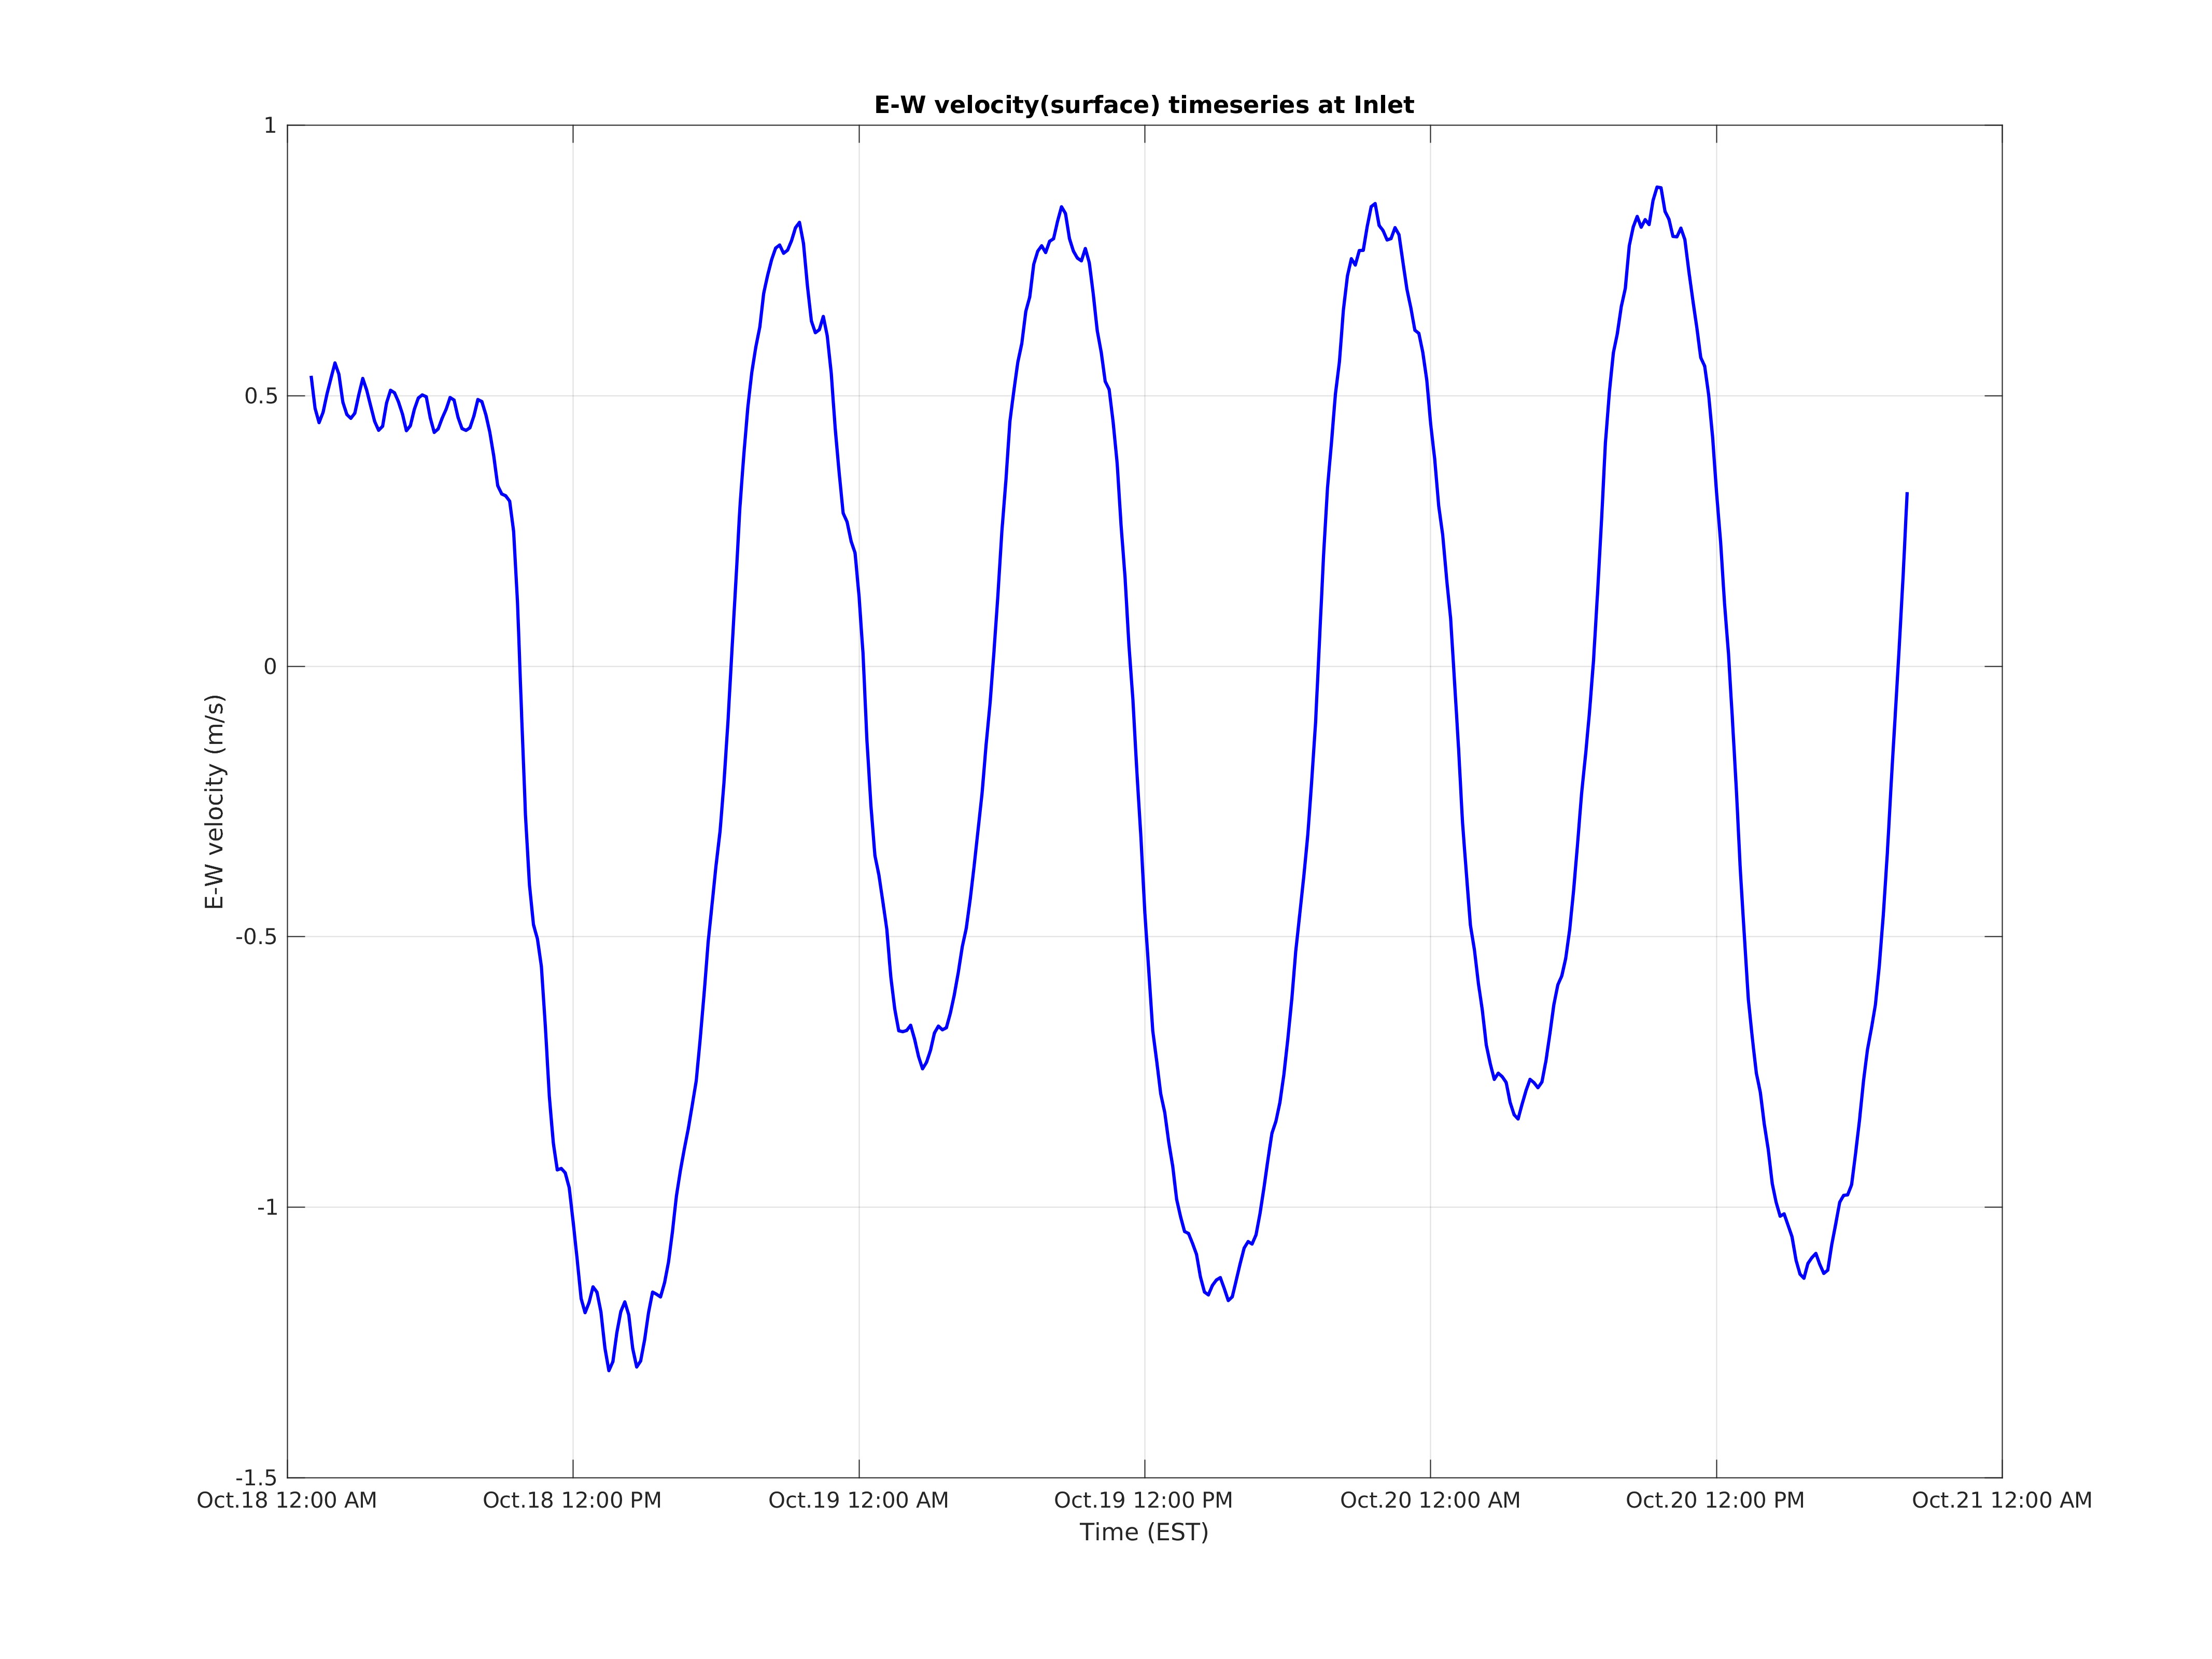 E-W velocity(surface) timeseries at Inlet
1
0.5
0
-0.5
-1
-1.5
E-W velocity (m/s)
Oct.18 12:00 AM Oct.18 12:00 PM Oct.19 12:00 AM Oct.19 12:00 PM Oct.20 12:00 AM Oct.20 12:00 PM Oct.21 12:00 AM
Time (EST)